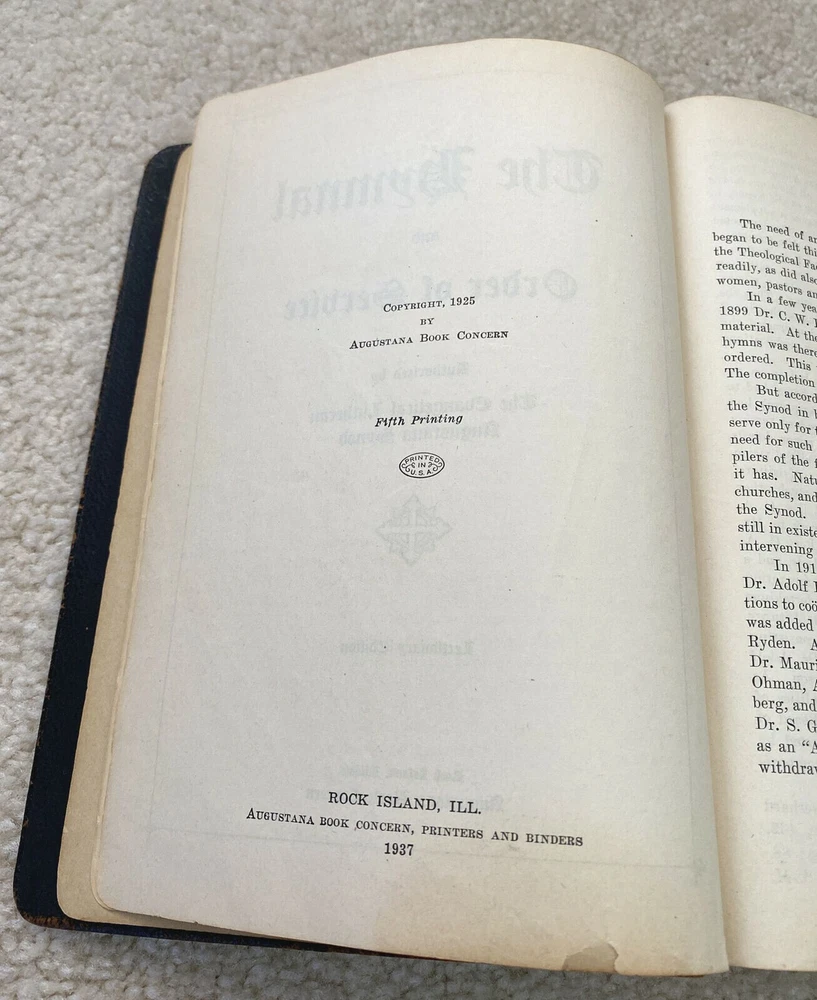 COPYRIGHT, 1925
BY
AUGUSTANA BOOK CONCERN
Fifth Printing
PRINTED
IN
U.S.A.
ROCK ISLAND, ILL.
AUGUSTANA BOOK CONCERN, PRINTERS AND BINDERS
1937
The need of
began to be felt
the Theological
readily, as did
women, pastors
In a few
1899 Dr. C. W.
material. At the
hymns was there
ordered. This
The completion
But
the Synod in
serve only for
need for such
pilers of the
it has.
churches, and
the Synod.
still in
intervening
In
Dr. Adolf
tions to
was added
Ryden.
Dr.
Ohman,
berg, and
Dr. S. G
as an "A